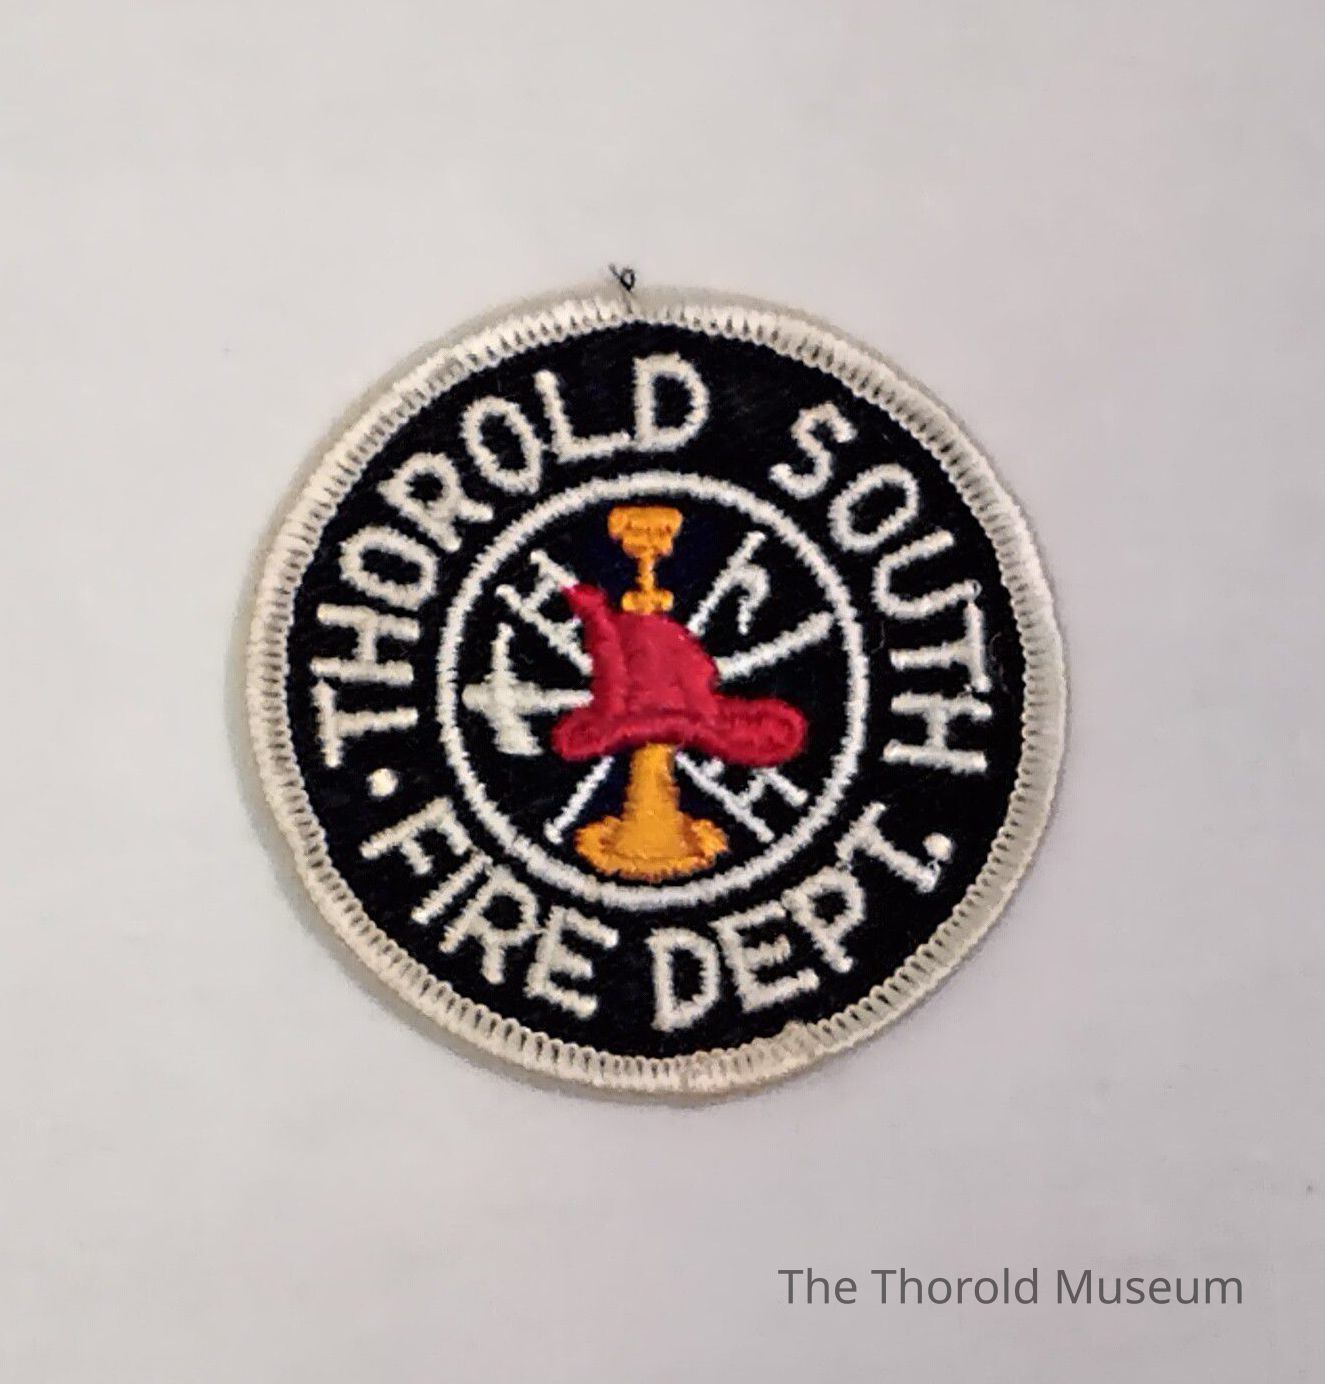 THOROLD SOUTH
• FIRE DEPT. •
The Thorold Museum